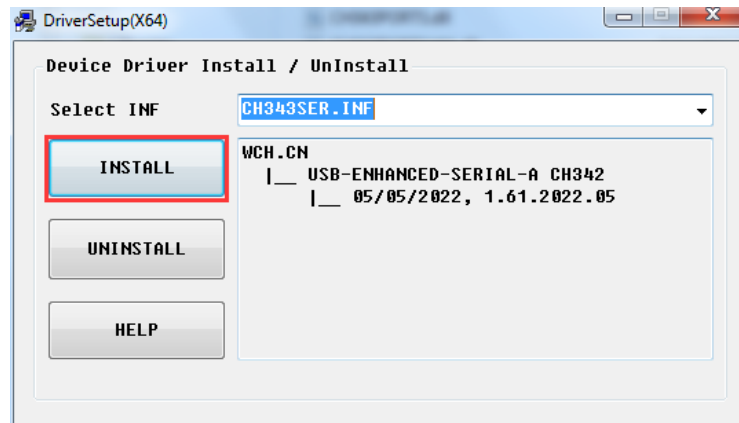 DriverSetup(X64)
Device Driver Install / UnInstall
Select INF
CH343SER.INF
INSTALL
WCH.CN
|__ USB-ENHANCED-SERIAL-A CH342
|__ 05/05/2022, 1.61.2022.05
UNINSTALL
HELP